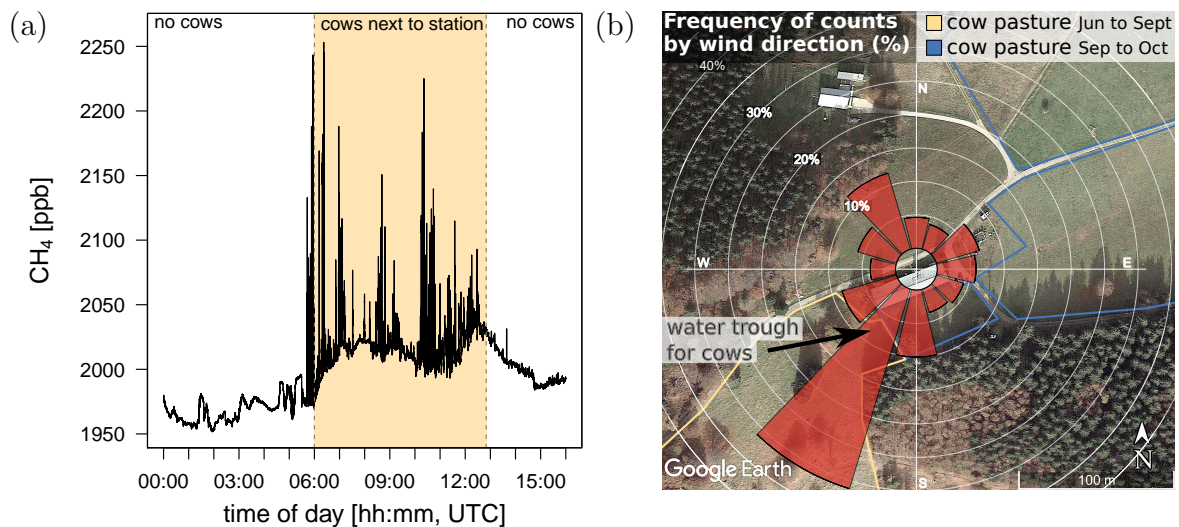 (a)
no cows
cows next to station
no cows
2250
2200
2150
2100
2050
2000
1950
CH4 [ppb]
00:00
03:00
06:00
09:00
12:00
15:00
time of day [hh:mm, UTC]
(b)
Frequency of counts
by wind direction (%)
cow pasture Jun to Sept
cow pasture Sep to Oct
40%
30%
20%
10%
N
W
E
S
water trough
for cows
Google Earth
N
100 m